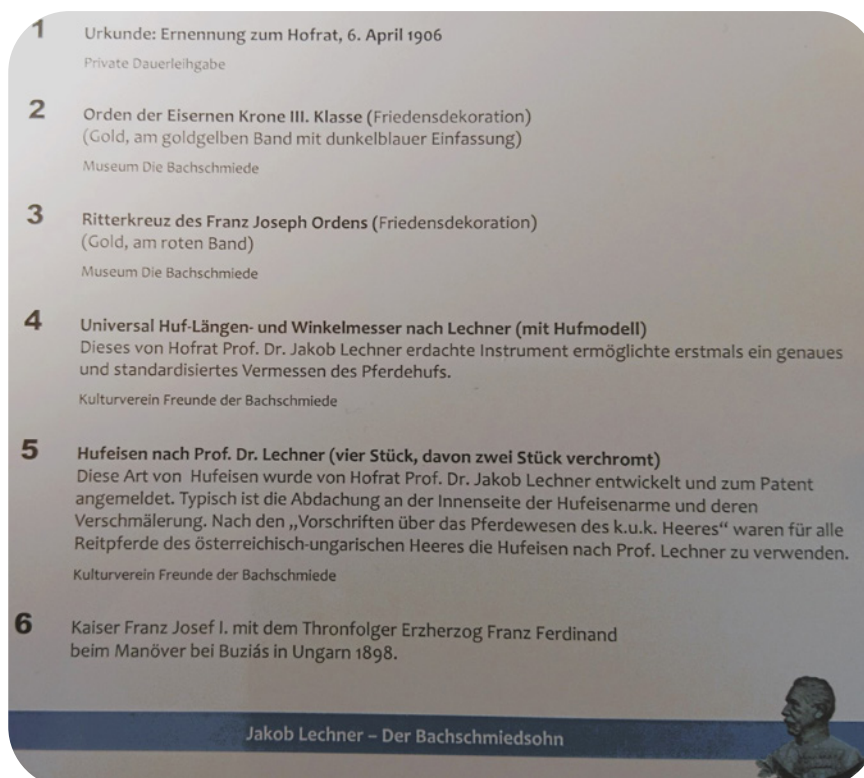 1 Urkunde: Ernennung zum Hofrat, 6. April 1906
Private Dauerleihgabe
2 Orden der Eisernen Krone III. Klasse (Friedensdekoration)
(Gold, am goldgelben Band mit dunkelblauer Einfassung)
Museum Die Bachschmiede
3 Ritterkreuz des Franz Joseph Ordens (Friedensdekoration)
(Gold, am roten Band)
Museum Die Bachschmiede
4 Universal Huf-Längen- und Winkelmesser nach Lechner (mit Hufmodell)
Dieses von Hofrat Prof. Dr. Jakob Lechner erdachte Instrument ermöglichte erstmals ein genaues
und standardisiertes Vermessen des Pferdehufs.
Kulturverein Freunde der Bachschmiede
5 Hufeisen nach Prof. Dr. Lechner (vier Stück, davon zwei Stück verchromt)
Diese Art von Hufeisen wurde von Hofrat Prof. Dr. Jakob Lechner entwickelt und zum Patent
angemeldet. Typisch ist die Abdachung an der Innenseite der Hufeisenarme und deren
Verschmälerung. Nach den „Vorschriften über das Pferdewesen des k.u.k. Heeres“ waren für alle
Reitpferde des österreichisch-ungarischen Heeres die Hufeisen nach Prof. Lechner zu verwenden.
Kulturverein Freunde der Bachschmiede
6 Kaiser Franz Josef I. mit dem Thronfolger Erzherzog Franz Ferdinand
beim Manöver bei Buziás in Ungarn 1898.
Jakob Lechner – Der Bachschmiedsohn